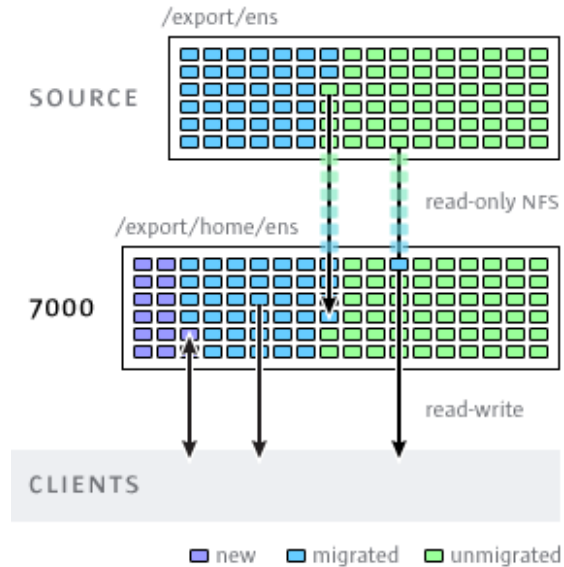 /export/ens
SOURCE
read-only NFS
/export/home/ens
7000
read-write
CLIENTS
new migrated unmigrated